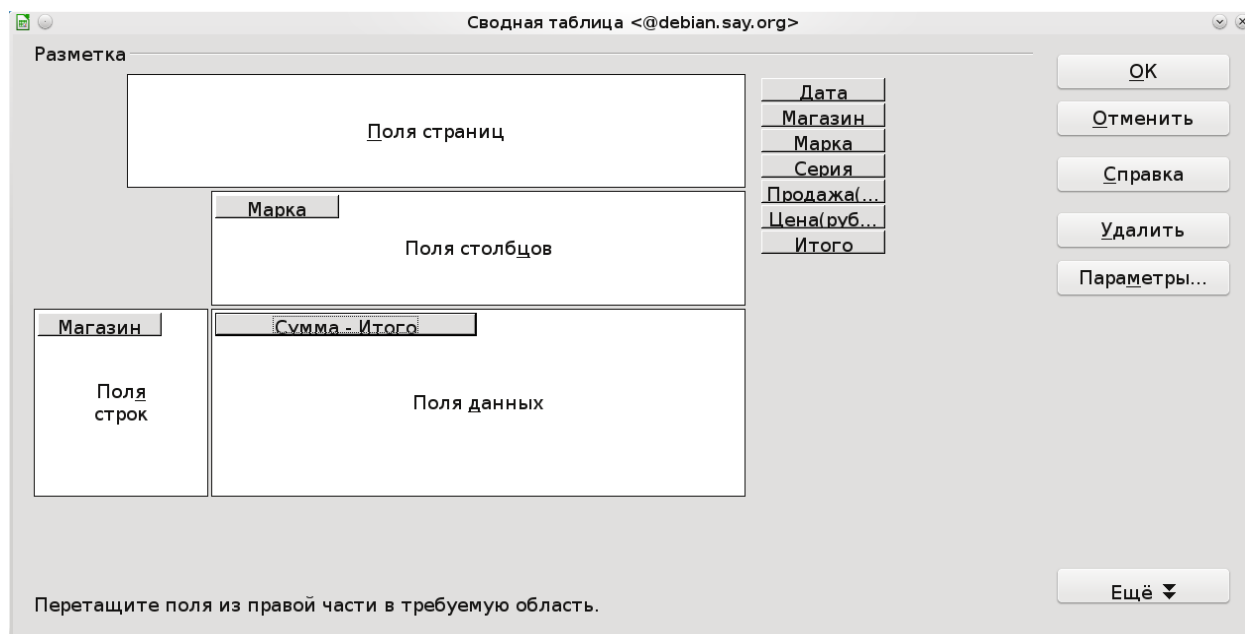 Сводная таблица <@debian.say.org>
Разметка
Поля страниц
Марка
Поля столбцов
Магазин
Поля
строк
Сумма - Итого
Поля данных
Дата
Магазин
Марка
Серия
Продажа(...
Цена(руб...
Итого
OK
Отменить
Справка
Удалить
Параметры...
Ещё
Перетащите поля из правой части в требуемую область.